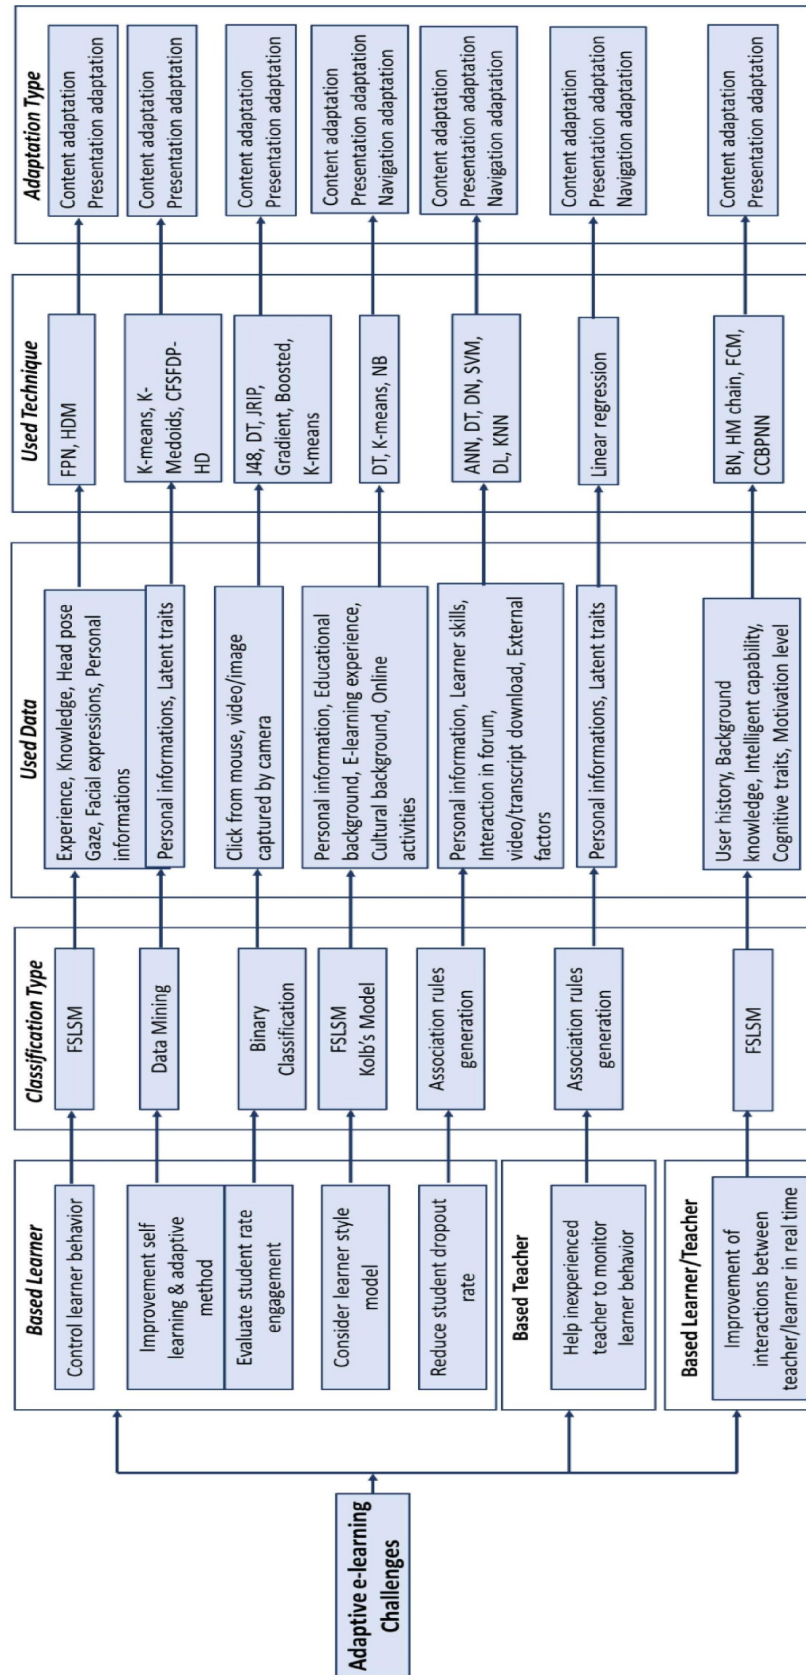 Adaptive e-learning
Challenges
Based Learner
Control learner behavior
Improvement self
learning & adaptive
method
Evaluate student rate
engagement
Consider learner style
model
Reduce student dropout
rate
Based Teacher
Help inexperienced
teacher to monitor
learner behavior
Based Learner/Teacher
Improvement of
interactions between
teacher/learner in real time
Classification Type
FSLSM
Data Mining
Binary
Classification
FSLSM
Kolb's Model
Association rules
generation
Association rules
generation
FSLSM
Used Data
Experience, Knowledge, Head pose
Gaze, Facial expressions, Personal
informations
Personal informations, Latent traits
Click from mouse, video/image
captured by camera
Personal information, Educational
background, E-learning experience,
Cultural background, Online
activities
Personal information, Learner skills,
Interaction in forum,
video/transcript download, External
factors
Personal informations, Latent traits
User history, Background
knowledge, Intelligent capability,
Cognitive traits, Motivation level
Used Technique
FPN, HDM
K-means, K-
Medoids, CFSFDP-
HD
J48, DT, JRIP,
Gradient, Boosted,
K-means
DT, K-means, NB
ANN, DT, DN, SVM,
DL, KNN
Linear regression
BN, HM chain, FCM,
CCBPNN
Adaptation Type
Content adaptation
Presentation adaptation
Content adaptation
Presentation adaptation
Content adaptation
Presentation adaptation
Content adaptation
Presentation adaptation
Navigation adaptation
Content adaptation
Presentation adaptation
Navigation adaptation
Content adaptation
Presentation adaptation
Navigation adaptation
Content adaptation
Presentation adaptation